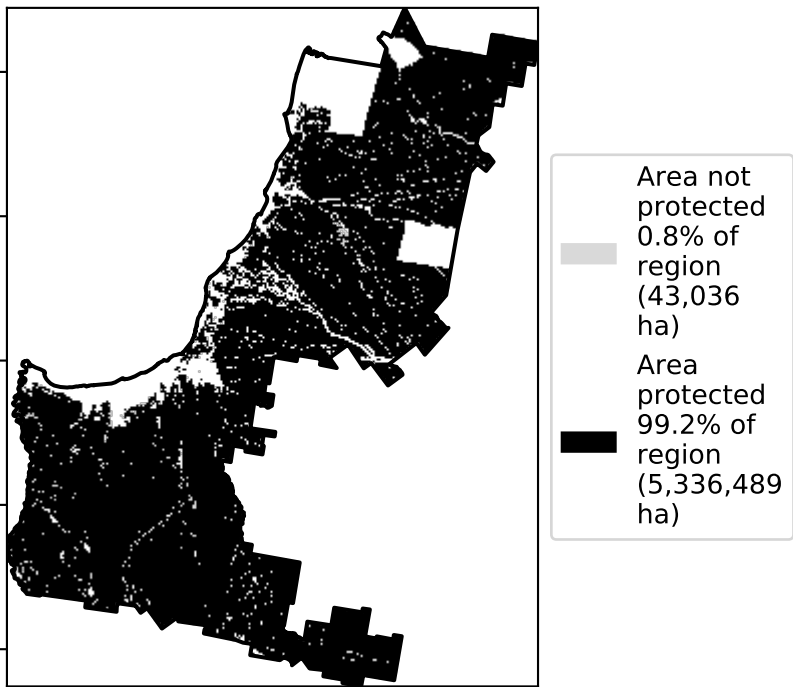 Area not
protected
0.8% of
region
(43,036
ha)
Area
protected
99.2% of
region
(5,336,489
ha)